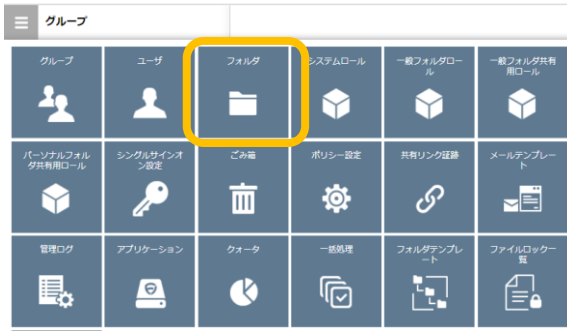 グループ
グループ
ユーザ
フォルダ
システムロール
一般フォルダロー
ル
一般フォルダ共有
用ロール
パーソナルフォル
ダ共有用ロール
シングルサインオ
ン設定
ごみ箱
ポリシー設定
共有リンク証跡
メールテンプレー
ト
管理ログ
アプリケーション
クォータ
一括処理
フォルダテンプレ
ート
ファイルロック一
覧